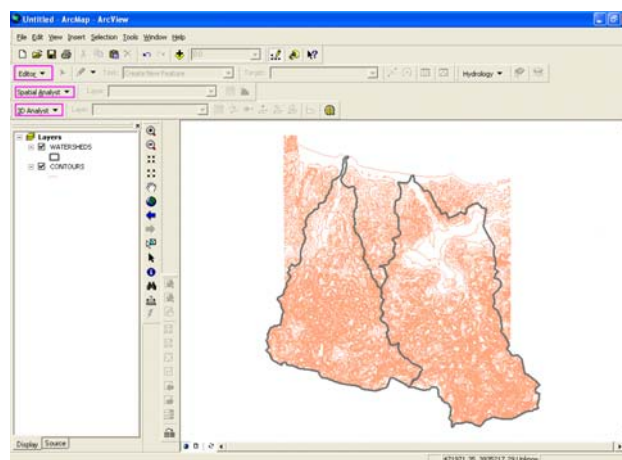 Untitled - ArcMap - ArcView
File Edit View Insert Selection Tools Window Help
Editor Task: Create New Feature Target: Hydrology
Spatial Analyst Layer:
3D Analyst Layer:
Layers
WATERSHEDS
CONTOURS
Display Source